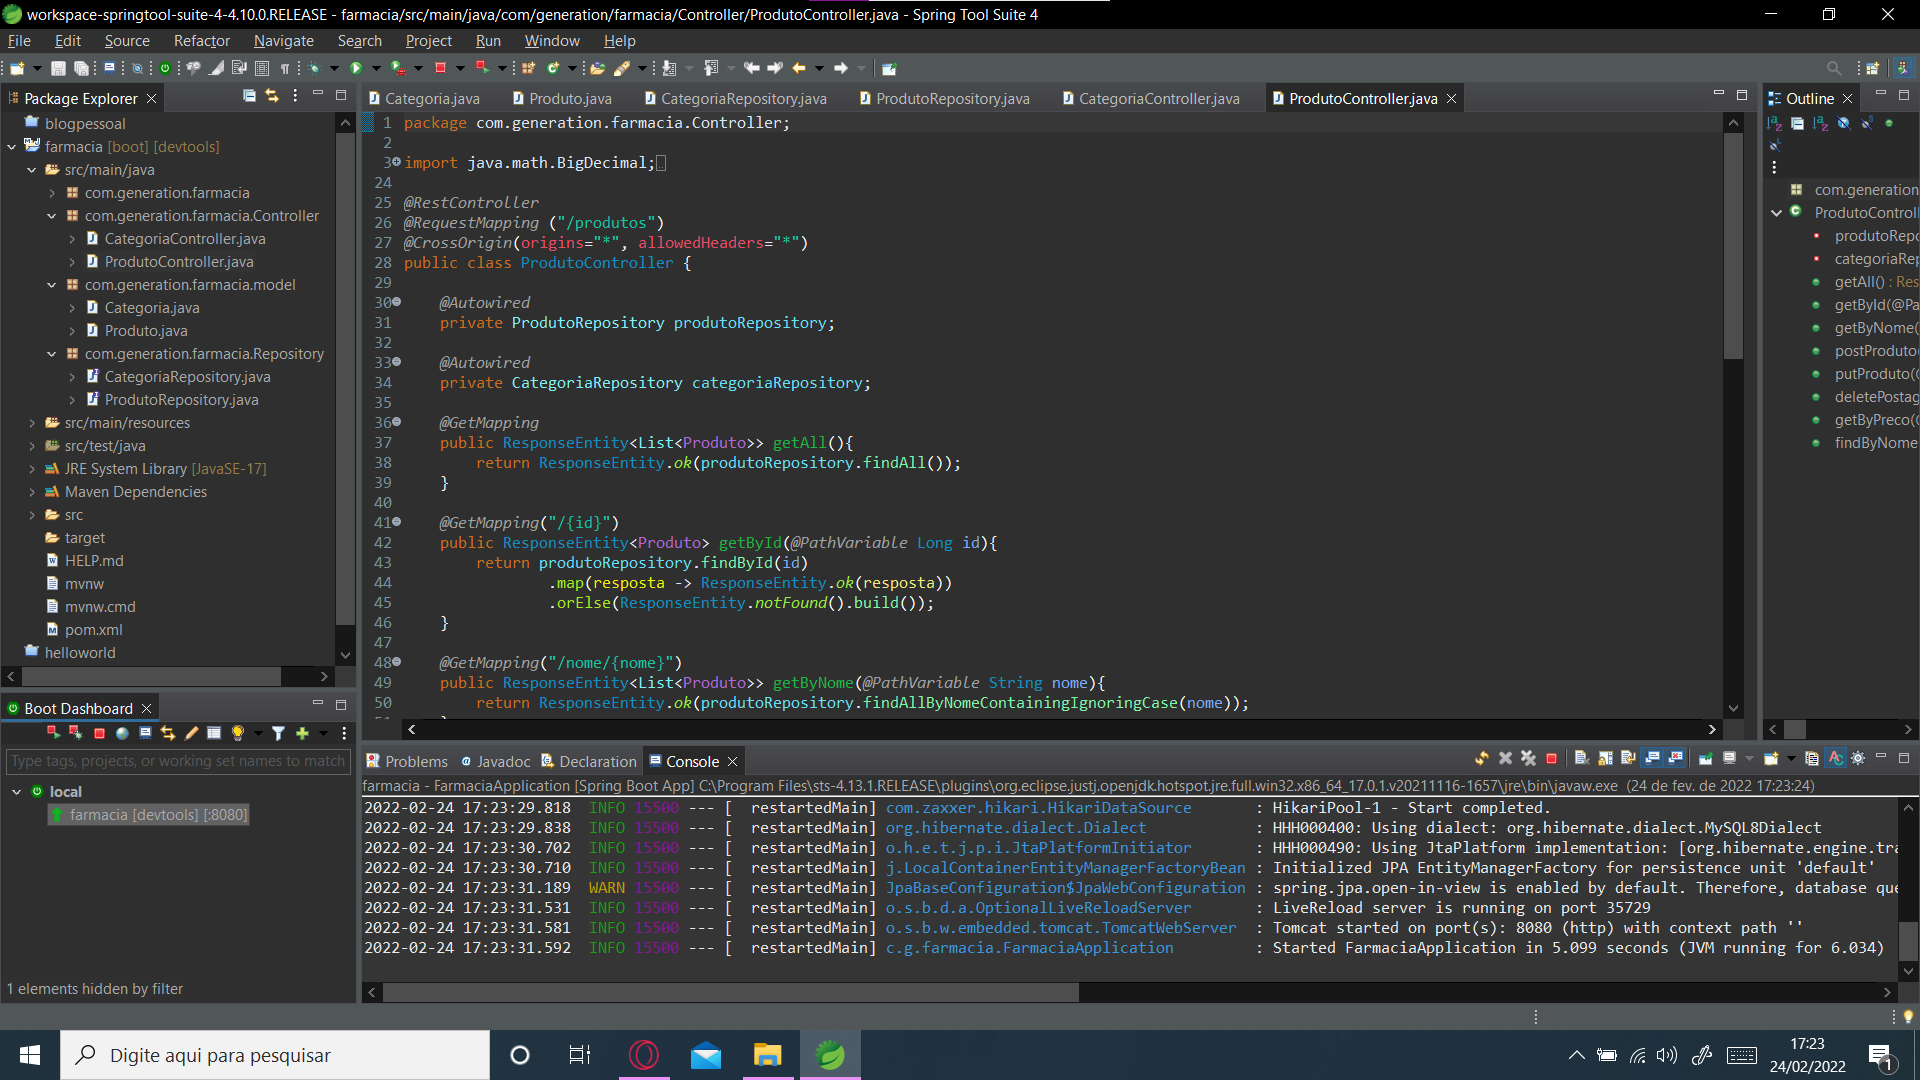 workspace-springtool-suite-4-4.10.0.RELEASE - farmacia/src/main/java/com/generation/farmacia/Controller/ProdutoController.java - Spring Tool Suite 4
File Edit Source Refactor Navigate Search Project Run Window Help
Package Explorer
blogpessoal
farmacia [boot] [devtools]
src/main/java
com.generation.farmacia
com.generation.farmacia.Controller
CategoriaController.java
ProdutoController.java
com.generation.farmacia.model
Categoria.java
Produto.java
com.generation.farmacia.Repository
CategoriaRepository.java
ProdutoRepository.java
src/main/resources
src/test/java
JRE System Library [JavaSE-17]
Maven Dependencies
src
target
HELP.md
mvnw
mvnw.cmd
pom.xml
helloworld
Boot Dashboard
Type tags, projects, or working set names to match
local
farmacia [devtools] [:8080]
1 elements hidden by filter
Categoria.java Produto.java CategoriaRepository.java ProdutoRepository.java CategoriaController.java ProdutoController.java
1 package com.generation.farmacia.Controller;
2
3 import java.math.BigDecimal;
24
25 @RestController
26 @RequestMapping ("/produtos")
27 @CrossOrigin(origins="*", allowedHeaders="*")
28 public class ProdutoController {
29
30 @Autowired
31 private ProdutoRepository produtoRepository;
32
33 @Autowired
34 private CategoriaRepository categoriaRepository;
35
36 @GetMapping
37 public ResponseEntity<List<Produto>> getAll(){
38 return ResponseEntity.ok(produtoRepository.findAll());
39 }
40
41 @GetMapping("/{id}")
42 public ResponseEntity<Produto> getById(@PathVariable Long id){
43 return produtoRepository.findById(id)
44 .map(resposta -> ResponseEntity.ok(resposta))
45 .orElse(ResponseEntity.notFound().build());
46 }
47
48 @GetMapping("/nome/{nome}")
49 public ResponseEntity<List<Produto>> getByNome(@PathVariable String nome){
50 return ResponseEntity.ok(produtoRepository.findAllByNomeContainingIgnoringCase(nome));
Outline
com.generation
ProdutoControl
produtoRepo
categoriaRep
getAll() : Res
getById(@Pa
getByNome(
postProduto(
putProduto(
deletePostag
getByPreco(
findByNome
Problems Javadoc Declaration Console
farmacia - FarmaciaApplication [Spring Boot App] C:\Program Files\sts-4.13.1.RELEASE\plugins\org.eclipse.justj.openjdk.hotspot.jre.full.win32.x86_64_17.0.1.v20211116-1657\jre\bin\javaw.exe (24 de fev. de 2022 17:23:24)
2022-02-24 17:23:29.818 INFO 15500 --- [ restartedMain] com.zaxxer.hikari.HikariDataSource : HikariPool-1 - Start completed.
2022-02-24 17:23:29.838 INFO 15500 --- [ restartedMain] org.hibernate.dialect.Dialect : HHH000400: Using dialect: org.hibernate.dialect.MySQL8Dialect
2022-02-24 17:23:30.702 INFO 15500 --- [ restartedMain] o.h.e.t.j.p.i.JtaPlatformInitiator : HHH000490: Using JtaPlatform implementation: [org.hibernate.engine.tra
2022-02-24 17:23:30.710 INFO 15500 --- [ restartedMain] j.LocalContainerEntityManagerFactoryBean : Initialized JPA EntityManagerFactory for persistence unit 'default'
2022-02-24 17:23:31.189 WARN 15500 --- [ restartedMain] JpaBaseConfiguration$JpaWebConfiguration : spring.jpa.open-in-view is enabled by default. Therefore, database que
2022-02-24 17:23:31.531 INFO 15500 --- [ restartedMain] o.s.b.d.a.OptionalLiveReloadServer : LiveReload server is running on port 35729
2022-02-24 17:23:31.581 INFO 15500 --- [ restartedMain] o.s.b.w.embedded.tomcat.TomcatWebServer : Tomcat started on port(s): 8080 (http) with context path ''
2022-02-24 17:23:31.592 INFO 15500 --- [ restartedMain] c.g.farmacia.FarmaciaApplication : Started FarmaciaApplication in 5.099 seconds (JVM running for 6.034)
Digite aqui para pesquisar
17:23
24/02/2022
1